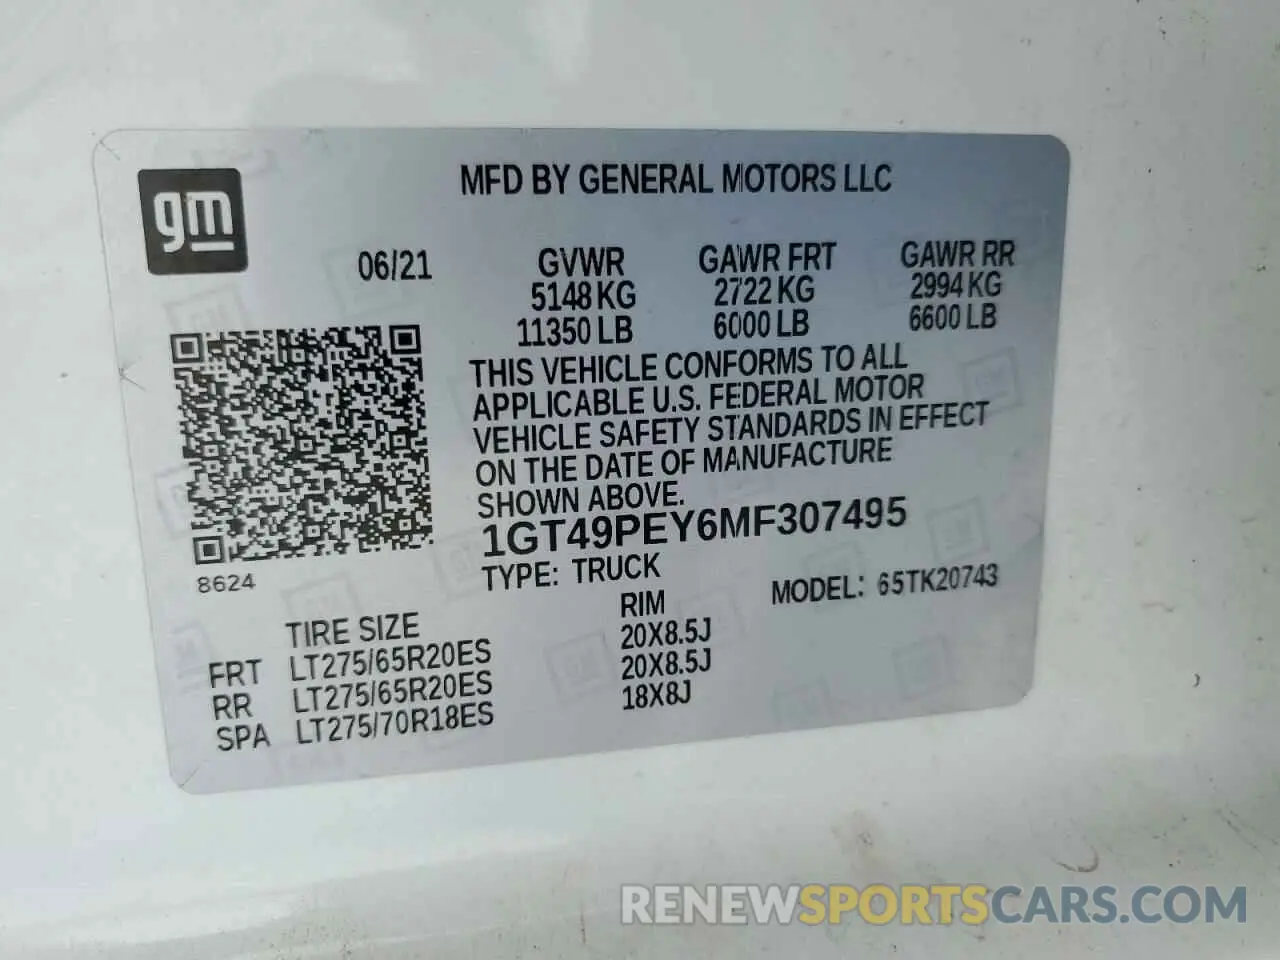 gm
MFD BY GENERAL MOTORS LLC
06/21
GVWR GAWR FRT GAWR RR
5148 KG 2722 KG 2994 KG
11350 LB 6000 LB 6600 LB
THIS VEHICLE CONFORMS TO ALL
APPLICABLE U.S. FEDERAL MOTOR
VEHICLE SAFETY STANDARDS IN EFFECT
ON THE DATE OF MANUFACTURE
SHOWN ABOVE.
1GT49PEY6MF307495
8624
TYPE: TRUCK MODEL: 65TK20743
TIRE SIZE RIM
FRT LT275/65R20ES 20X8.5J
RR LT275/65R20ES 20X8.5J
SPA LT275/70R18ES 18X8J
RENEWSPORTSCARS.COM